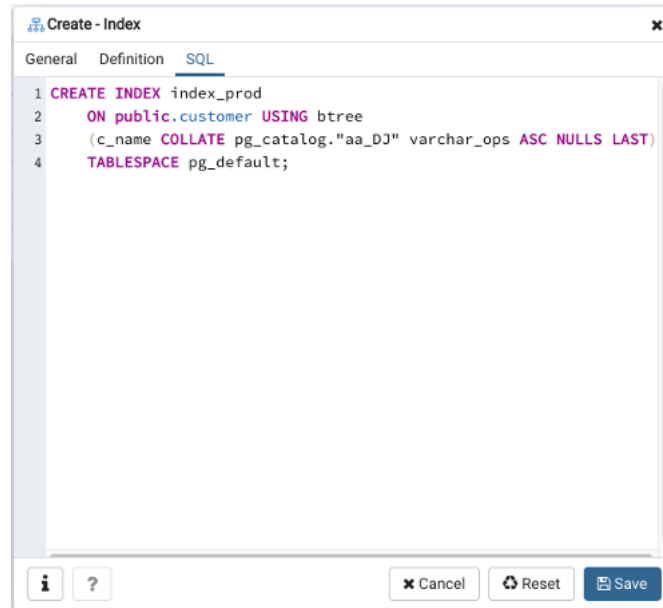 Create - Index
General Definition SQL
1 CREATE INDEX index_prod
2 ON public.customer USING btree
3 (c_name COLLATE pg_catalog."aa_DJ" varchar_ops ASC NULLS LAST)
4 TABLESPACE pg_default;
i ? Cancel Reset Save